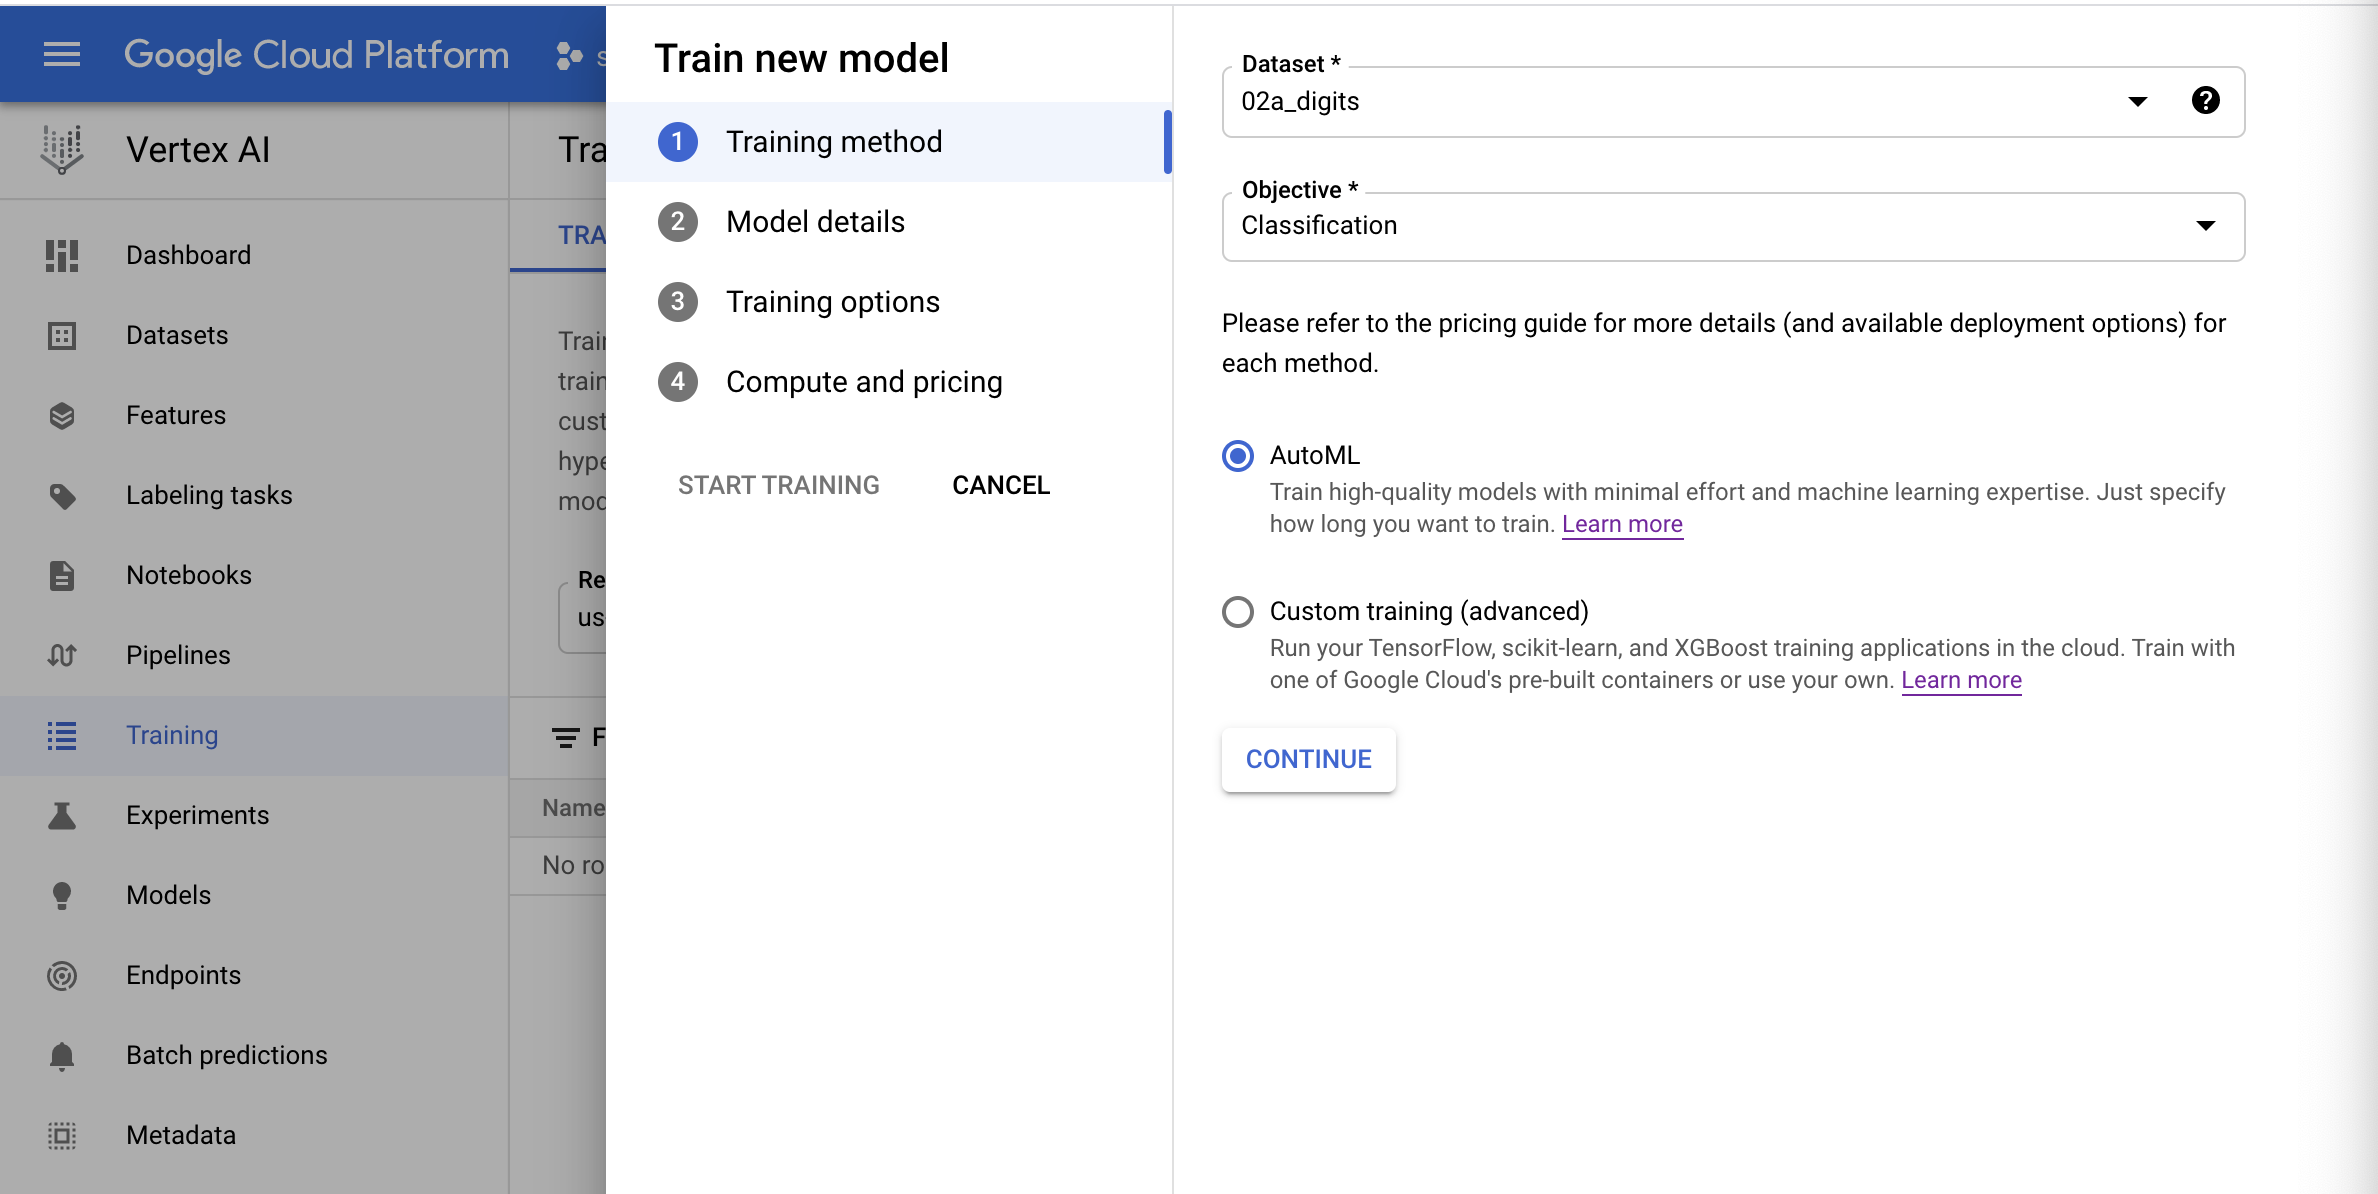 Google Cloud Platform
Vertex AI
Dashboard
Datasets
Features
Labeling tasks
Notebooks
Pipelines
Training
Experiments
Models
Endpoints
Batch predictions
Metadata
Tra
TRA
Trai
train
cust
hype
mod
Re
us
F
Name
No ro
Train new model
1 Training method
2 Model details
3 Training options
4 Compute and pricing
START TRAINING CANCEL
Dataset *
02a_digits
Objective *
Classification
Please refer to the pricing guide for more details (and available deployment options) for
each method.
AutoML
Train high-quality models with minimal effort and machine learning expertise. Just specify
how long you want to train. Learn more
Custom training (advanced)
Run your TensorFlow, scikit-learn, and XGBoost training applications in the cloud. Train with
one of Google Cloud's pre-built containers or use your own. Learn more
CONTINUE